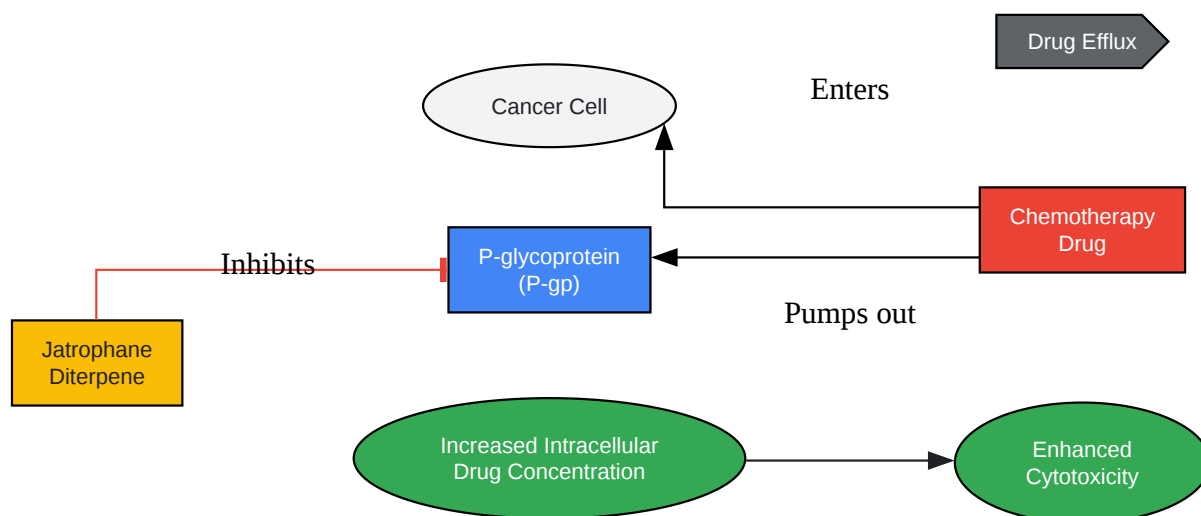 Drug Efflux
Enters
Cancer Cell
Chemotherapy
Drug
P-glycoprotein
(P-gp)
Inhibits
Pumps out
Jatrophane
Diterpene
Increased Intracellular
Drug Concentration
Enhanced
Cytotoxicity